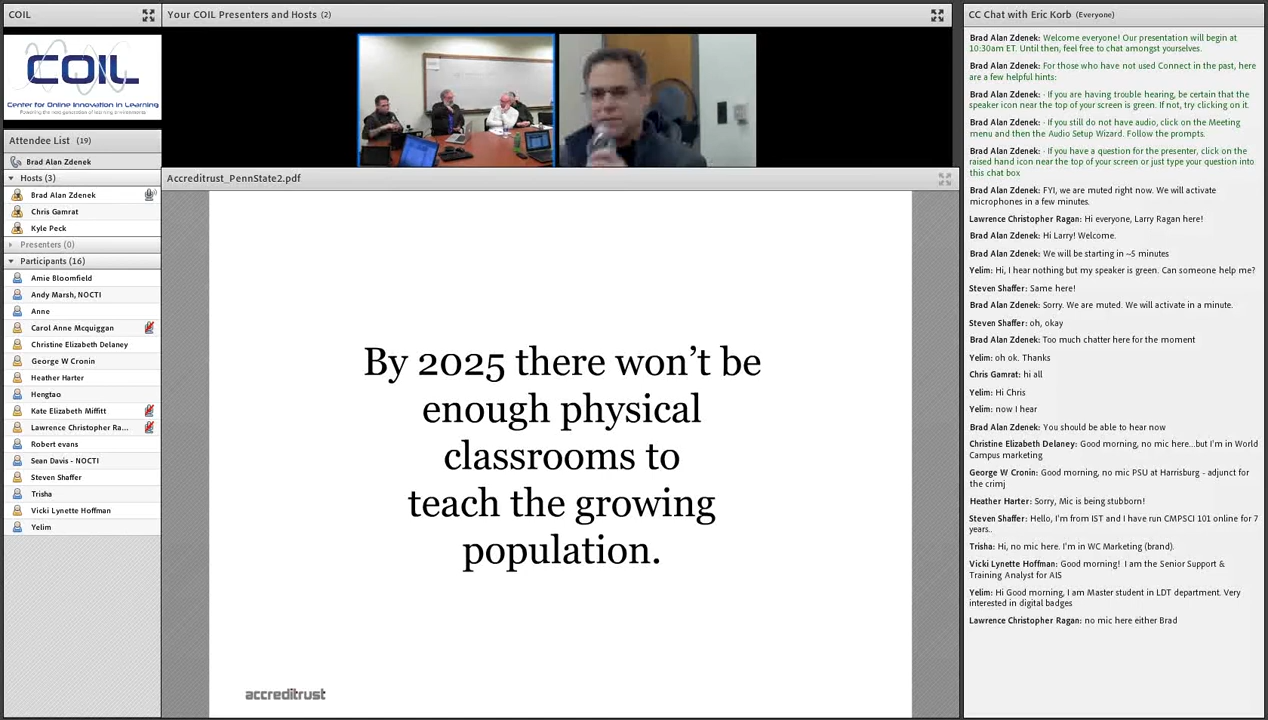 COIL
COIL
Center for Online Innovation in Learning
Powering the next generation of learning environments
Attendee List (19)
Brad Alan Zdenek
Hosts (3)
Brad Alan Zdenek
Chris Gamrat
Kyle Peck
Presenters (0)
Participants (16)
Amie Bloomfield
Andy Marsh, NOCTI
Anne
Carol Anne Mcquiggan
Christine Elizabeth Delaney
George W Cronin
Heather Harter
Hengtao
Kate Elizabeth Miffitt
Lawrence Christopher Ra...
Robert evans
Sean Davis - NOCTI
Steven Shaffer
Trisha
Vicki Lynette Hoffman
Yelim
Your COIL Presenters and Hosts (2)
Accreditrust_PennState2.pdf
By 2025 there won’t be
enough physical
classrooms to
teach the growing
population.
accreditrust
CC Chat with Eric Korb (Everyone)
Brad Alan Zdenek: Welcome everyone! Our presentation will begin at
10:30am ET. Until then, feel free to chat amongst yourselves.
Brad Alan Zdenek: For those who have not used Connect in the past, here
are a few helpful hints:
Brad Alan Zdenek: · If you are having trouble hearing, be certain that the
speaker icon near the top of your screen is green. If not, try clicking on it.
Brad Alan Zdenek: · If you still do not have audio, click on the Meeting
menu and then the Audio Setup Wizard. Follow the prompts.
Brad Alan Zdenek: · If you have a question for the presenter, click on the
raised hand icon near the top of your screen or just type your question into
this chat box
Brad Alan Zdenek: FYI, we are muted right now. We will activate
microphones in a few minutes.
Lawrence Christopher Ragan: Hi everyone, Larry Ragan here!
Brad Alan Zdenek: Hi Larry! Welcome.
Brad Alan Zdenek: We will be starting in ~5 minutes
Yelim: Hi, I hear nothing but my speaker is green. Can someone help me?
Steven Shaffer: Same here!
Brad Alan Zdenek: Sorry. We are muted. We will activate in a minute.
Steven Shaffer: oh, okay
Brad Alan Zdenek: Too much chatter here for the moment
Yelim: oh ok. Thanks
Chris Gamrat: hi all
Yelim: Hi Chris
Yelim: now I hear
Brad Alan Zdenek: You should be able to hear now
Christine Elizabeth Delaney: Good morning, no mic here...but I'm in World
Campus marketing
George W Cronin: Good morning, no mic PSU at Harrisburg - adjunct for
the crimj
Heather Harter: Sorry, Mic is being stubborn!
Steven Shaffer: Hello, I'm from IST and I have run CMPSCI 101 online for 7
years..
Trisha: Hi, no mic here. I'm in WC Marketing (brand).
Vicki Lynette Hoffman: Good morning! I am the Senior Support &
Training Analyst for AIS
Yelim: Hi Good morning, I am Master student in LDT department. Very
interested in digital badges
Lawrence Christopher Ragan: no mic here either Brad